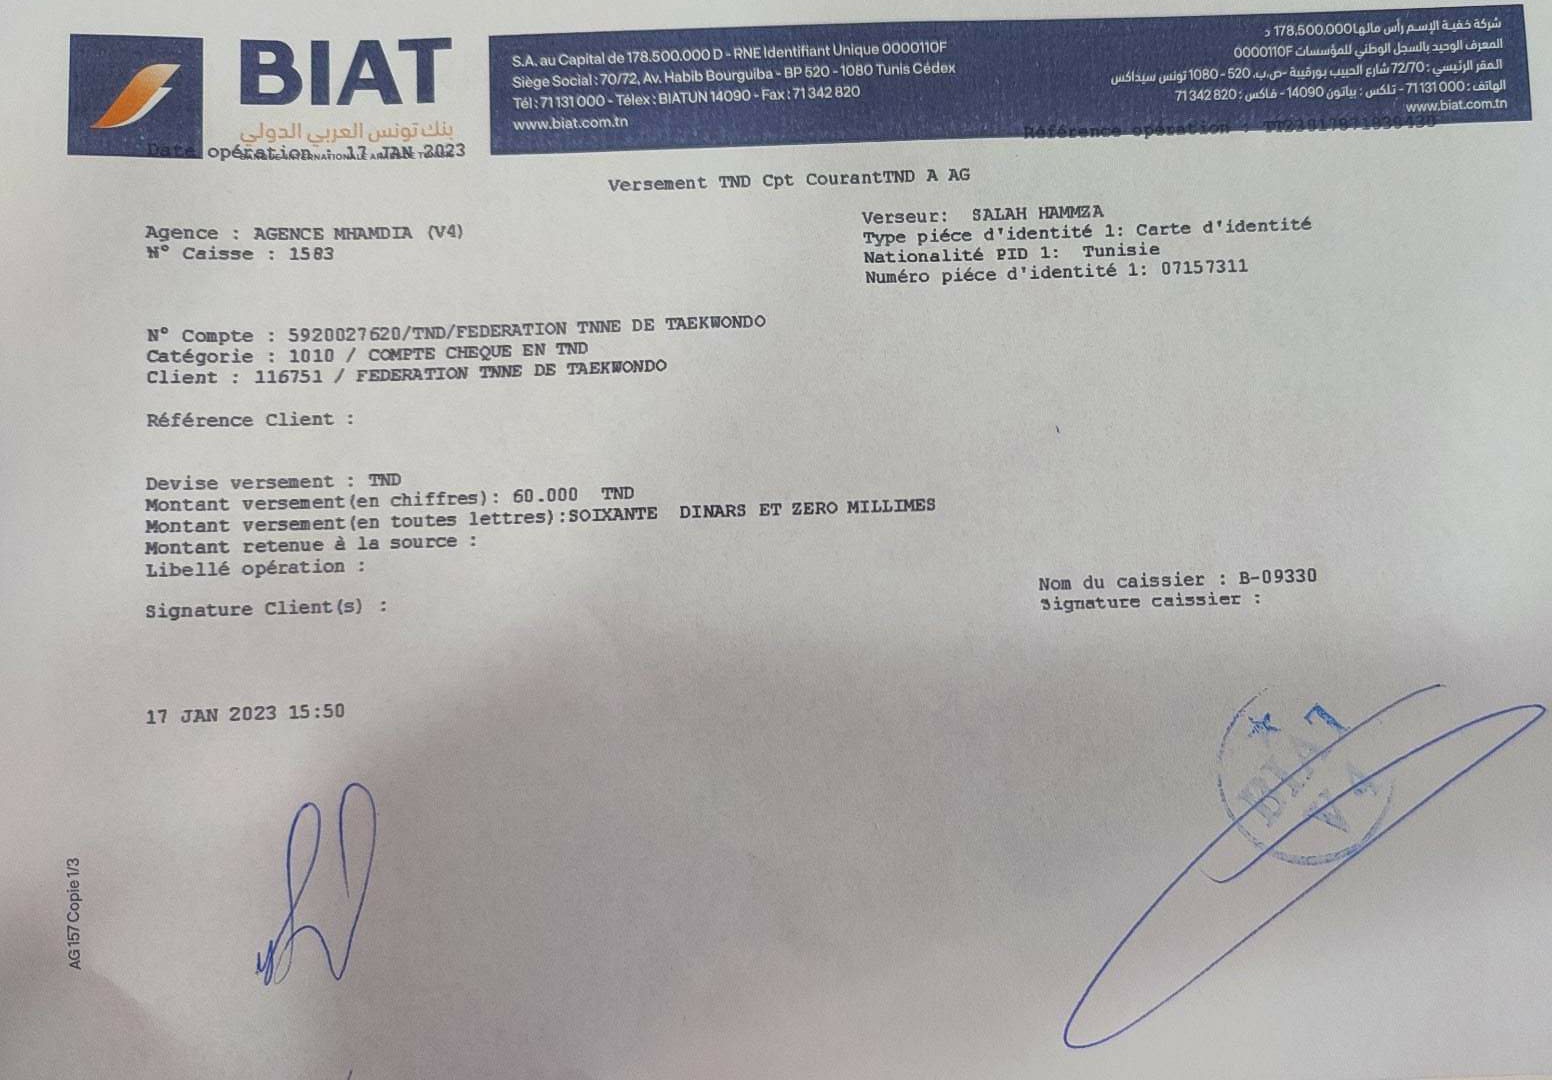 BIAT
بنك تونس العربي الدولي
S.A. au Capital de 178.500.000 D - RNE Identifiant Unique 0000110F
Siège Social : 70/72, Av. Habib Bourguiba - BP 520 - 1080 Tunis Cédex
Tél : 71 131 000 - Télex : BIATUN 14090 - Fax : 71 342 820
www.biat.com.tn
شركة خفية الإسم رأس مالها 178.500.000 د
المعرف الوحيد بالسجل الوطني للمؤسسات 0000110F
المقر الرئيسي : 72/70 شارع الحبيب بورقيبة -ص.ب. 520 - 1080 تونس سيداكس
الهاتف : 71 131 000 - تلكس : بياتون 14090 - فاكس : 71 342 820
www.biat.com.tn
Date opération : 17 JAN 2023
Référence opération :
Versement TND Cpt CourantTND A AG
Agence : AGENCE MHAMDIA (V4)
N° Caisse : 1583
Verseur: SALAH HAMMZA
Type piéce d'identité 1: Carte d'identité
Nationalité PID 1: Tunisie
Numéro piéce d'identité 1: 07157311
N° Compte : 5920027620/TND/FEDERATION TNNE DE TAEKWONDO
Catégorie : 1010 / COMPTE CHEQUE EN TND
Client : 116751 / FEDERATION TNNE DE TAEKWONDO
Référence Client :
Devise versement : TND
Montant versement(en chiffres): 60.000 TND
Montant versement(en toutes lettres):SOIXANTE DINARS ET ZERO MILLIMES
Montant retenue à la source :
Libellé opération :
Signature Client(s) :
Nom du caissier : B-09330
Signature caissier :
17 JAN 2023 15:50
BIAT
V4
AG157 Copie 1/3